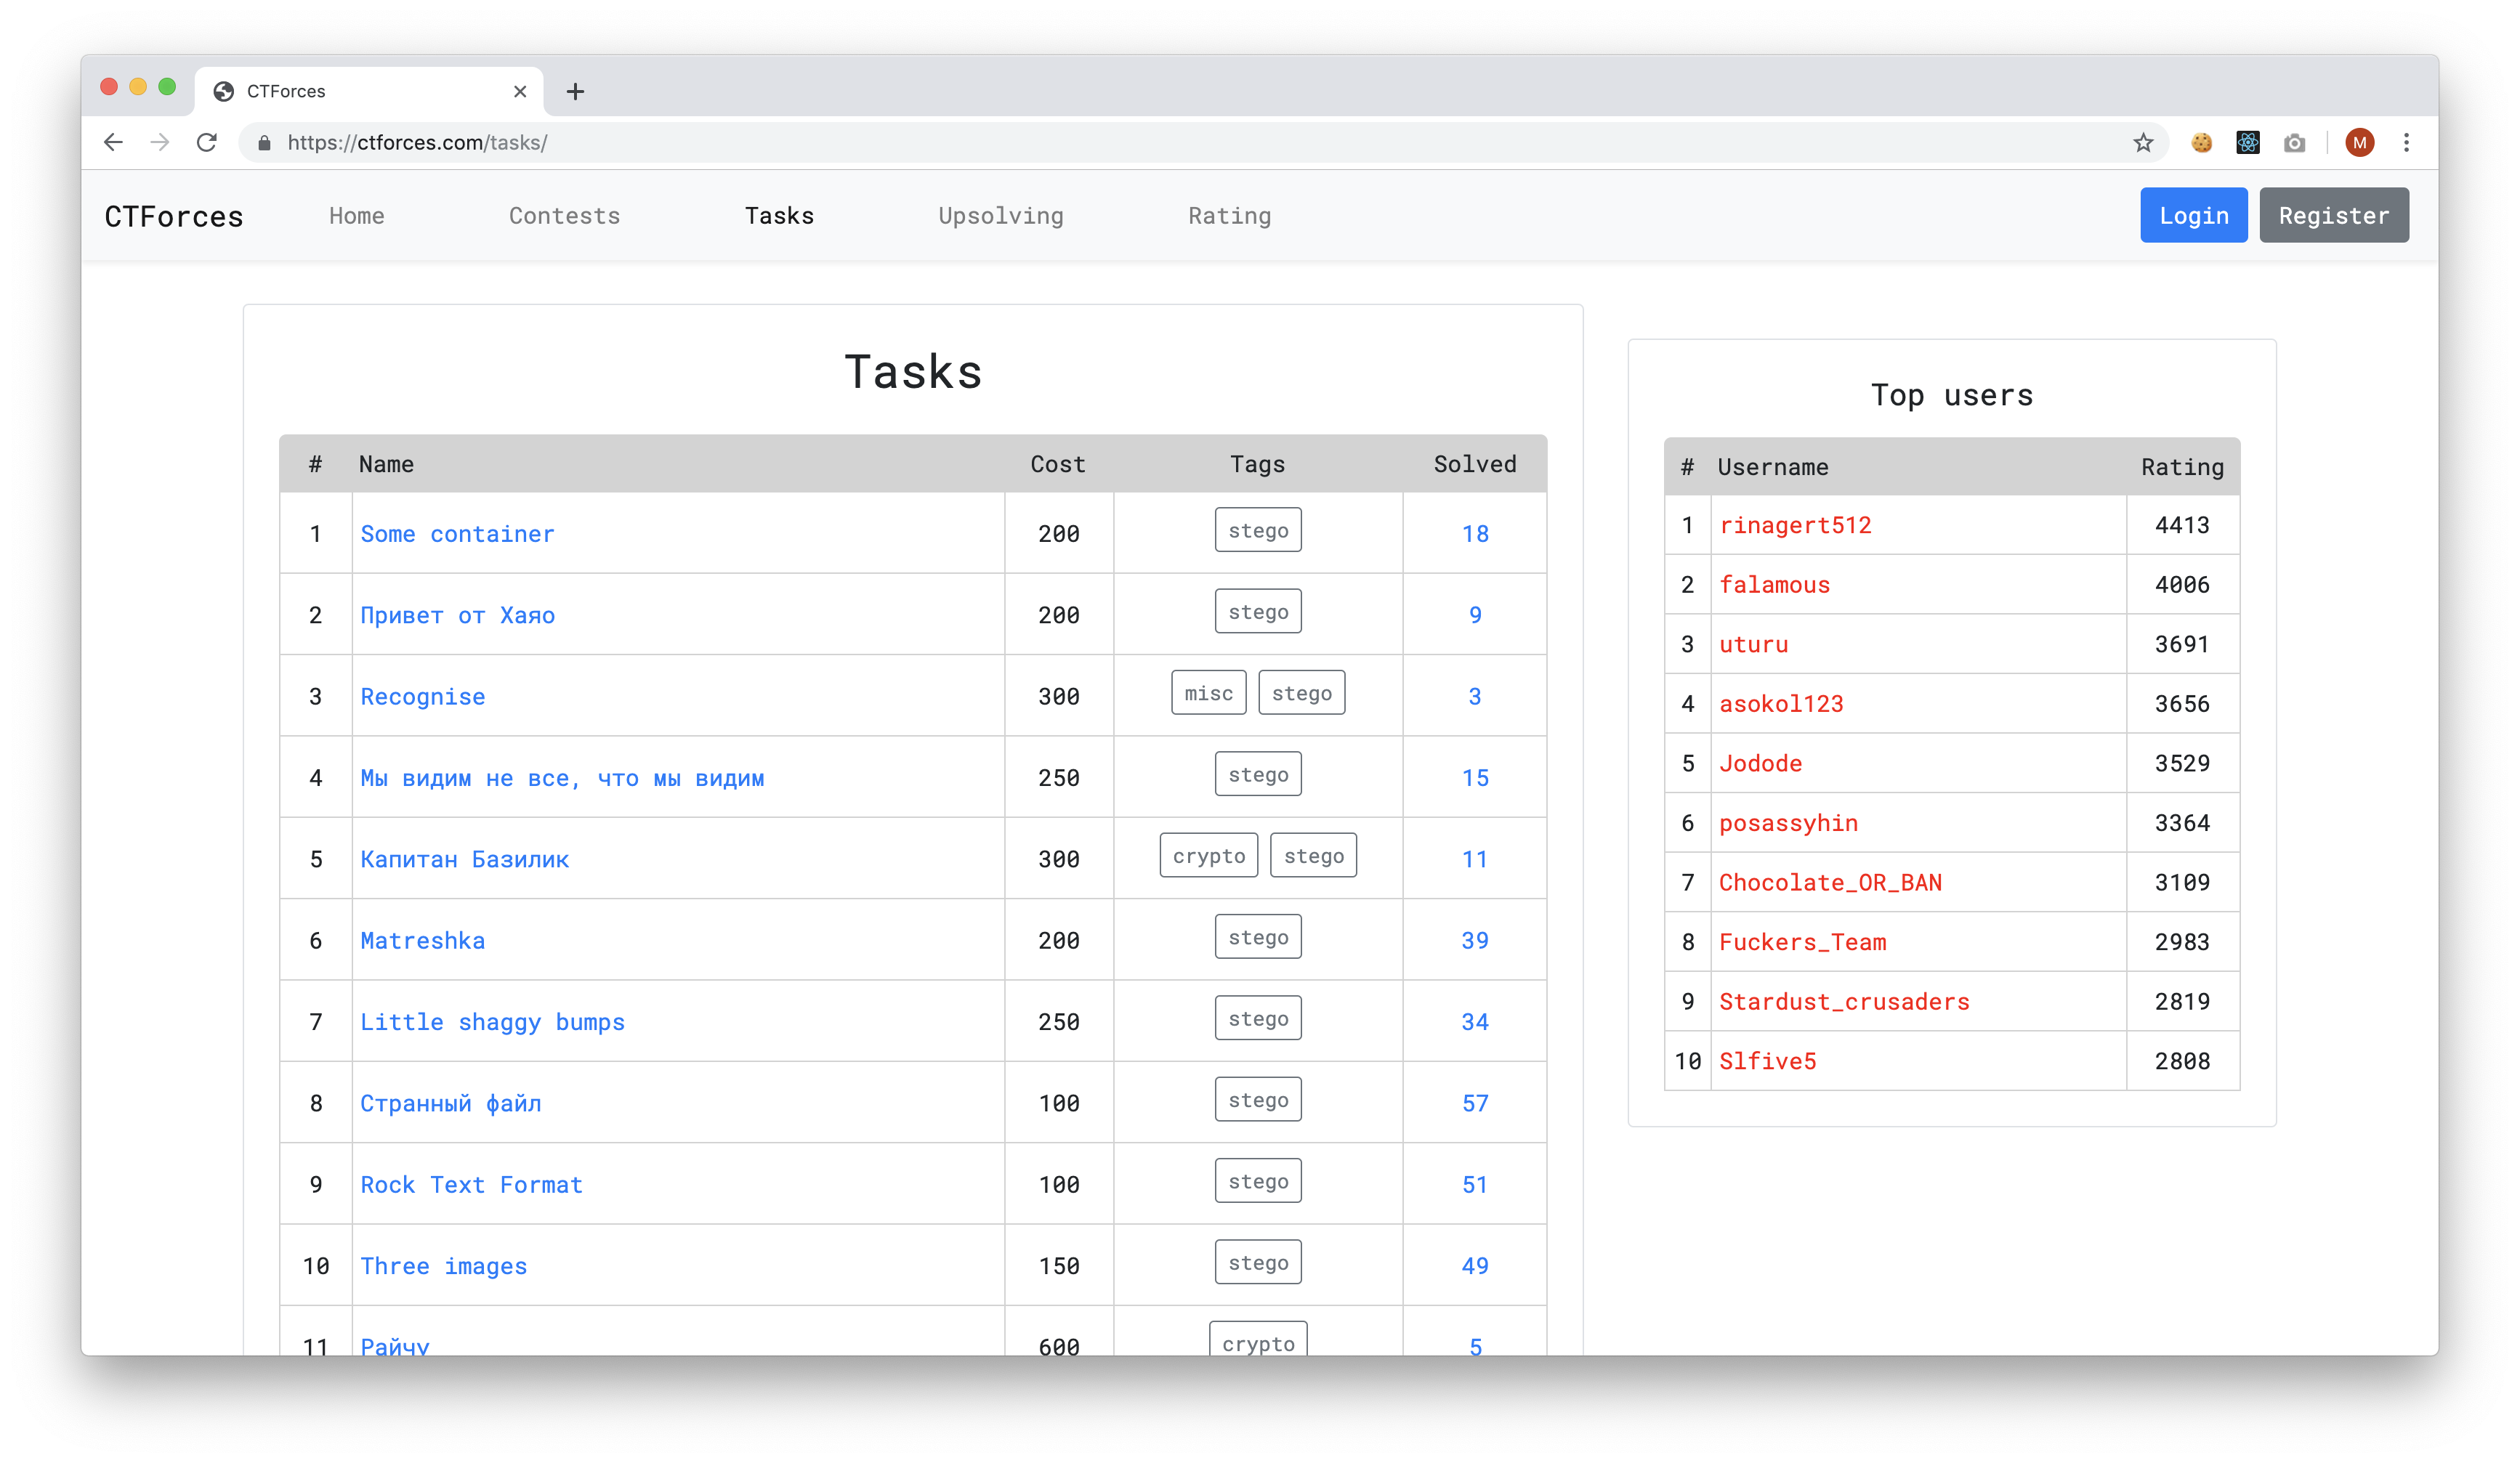 CTForces
https://ctforces.com/tasks/
M
CTForces Home Contests Tasks Upsolving Rating Login Register
Tasks
# Name Cost Tags Solved
1 Some container 200 stego 18
2 Привет от Хаяо 200 stego 9
3 Recognise 300 misc stego 3
4 Мы видим не все, что мы видим 250 stego 15
5 Капитан Базилик 300 crypto stego 11
6 Matreshka 200 stego 39
7 Little shaggy bumps 250 stego 34
8 Странный файл 100 stego 57
9 Rock Text Format 100 stego 51
10 Three images 150 stego 49
11 Райчу 600 crypto 5
Top users
# Username Rating
1 rinagert512 4413
2 falamous 4006
3 uturu 3691
4 asokol123 3656
5 Jodode 3529
6 posassyhin 3364
7 Chocolate_OR_BAN 3109
8 Fuckers_Team 2983
9 Stardust_crusaders 2819
10 Slfive5 2808